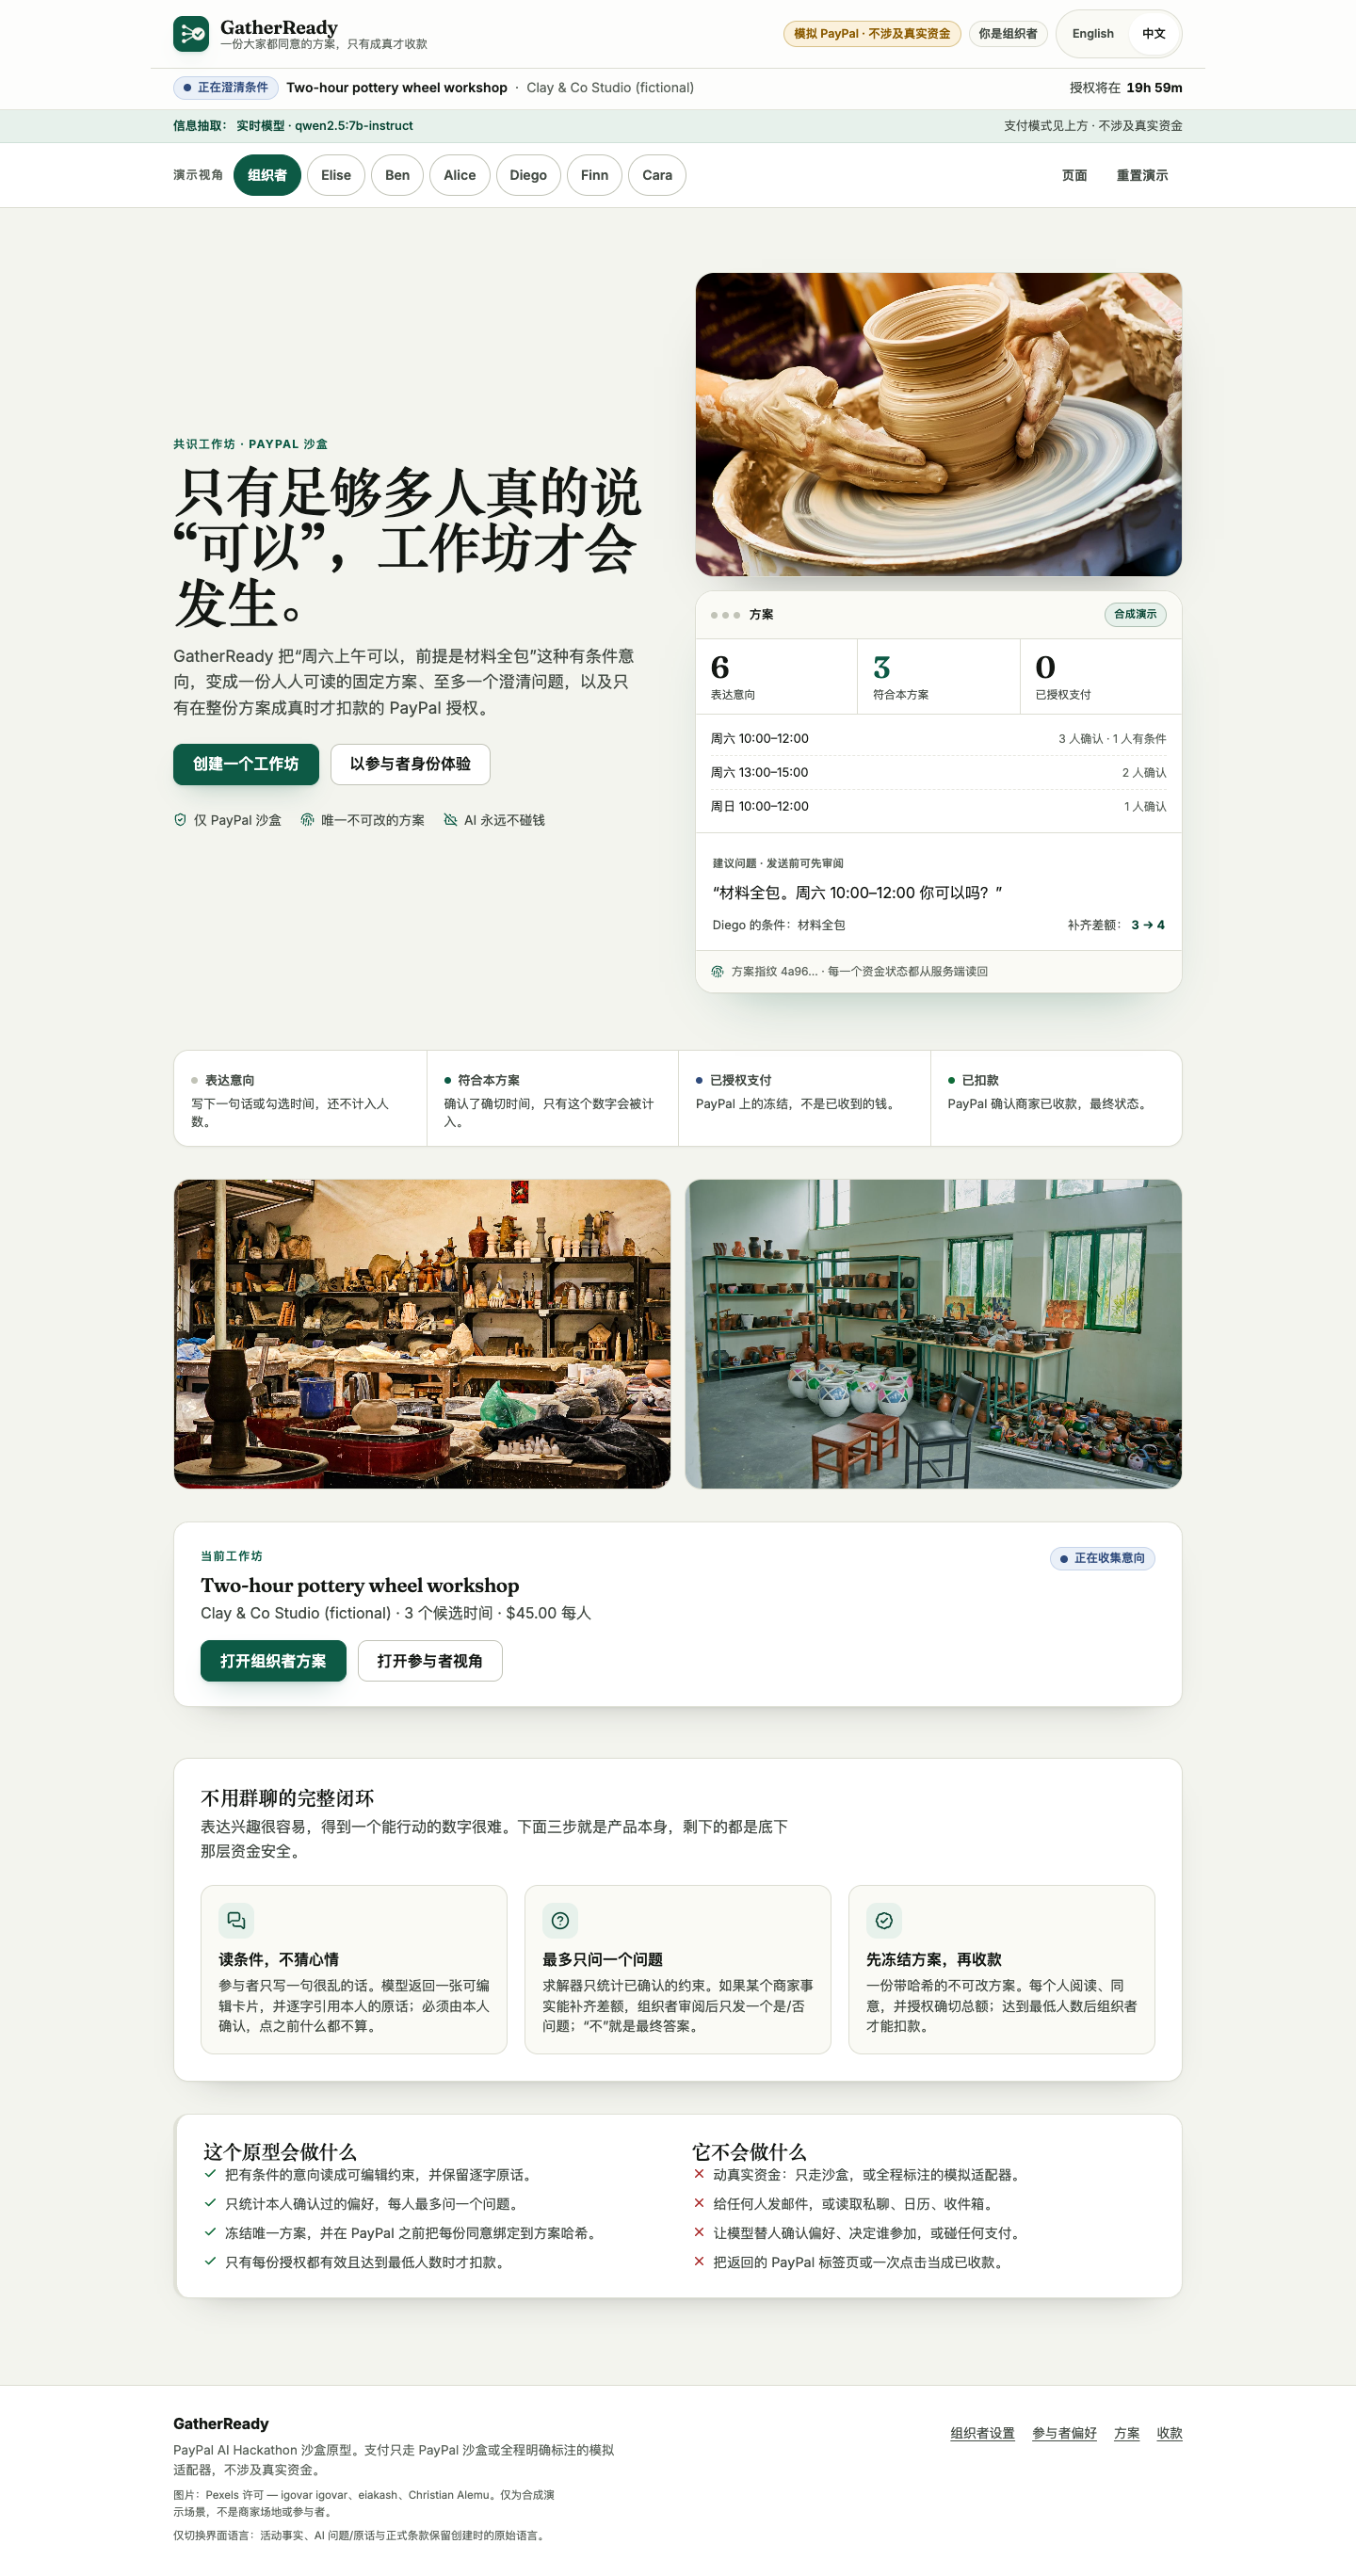 GatherReady
一份大家都同意的方案，只有成真才收款
模拟 PayPal · 不涉及真实资金
你是组织者
English
中文
正在澄清条件
Two-hour pottery wheel workshop · Clay & Co Studio (fictional)
授权将在 19h 59m
信息抽取： 实时模型 · qwen2.5:7b-instruct
支付模式见上方 · 不涉及真实资金
演示视角
组织者
Elise
Ben
Alice
Diego
Finn
Cara
页面
重置演示
共识工作坊 · PAYPAL 沙盒
只有足够多人真的说
“可以”，工作坊才会
发生。
GatherReady 把“周六上午可以，前提是材料全包”这种有条件意
向，变成一份人人可读的固定方案、至多一个澄清问题，以及只
有在整份方案成真时才扣款的 PayPal 授权。
创建一个工作坊
以参与者身份体验
仅 PayPal 沙盒
唯一不可改的方案
AI 永远不碰钱
方案
合成演示
6
表达意向
3
符合本方案
0
已授权支付
周六 10:00–12:00
3 人确认 · 1 人有条件
周六 13:00–15:00
2 人确认
周日 10:00–12:00
1 人确认
建议问题 · 发送前可先审阅
“材料全包。周六 10:00–12:00 你可以吗？”
Diego 的条件：材料全包
补齐差额： 3 → 4
方案指纹 4a96… · 每一个资金状态都从服务端读回
表达意向
写下一句话或勾选时间，还不计入人
数。
符合本方案
确认了确切时间，只有这个数字会被计
入。
已授权支付
PayPal 上的冻结，不是已收到的钱。
已扣款
PayPal 确认商家已收款，最终状态。
当前工作坊
正在收集意向
Two-hour pottery wheel workshop
Clay & Co Studio (fictional) · 3 个候选时间 · $45.00 每人
打开组织者方案
打开参与者视角
不用群聊的完整闭环
表达兴趣很容易，得到一个能行动的数字很难。下面三步就是产品本身，剩下的都是底下
那层资金安全。
读条件，不猜心情
参与者只写一句很乱的话。模型返回一张可编
辑卡片，并逐字引用本人的原话；必须由本人
确认，点之前什么都不算。
最多只问一个问题
求解器只统计已确认的约束。如果某个商家事
实能补齐差额，组织者审阅后只发一个是/否
问题；“不”就是最终答案。
先冻结方案，再收款
一份带哈希的不可改方案。每个人阅读、同
意，并授权确切总额；达到最低人数后组织者
才能扣款。
这个原型会做什么
把有条件的意向读成可编辑约束，并保留逐字原话。
只统计本人确认过的偏好，每人最多问一个问题。
冻结唯一方案，并在 PayPal 之前把每份同意绑定到方案哈希。
只有每份授权都有效且达到最低人数时才扣款。
它不会做什么
动真实资金：只走沙盒，或全程标注的模拟适配器。
给任何人发邮件，或读取私聊、日历、收件箱。
让模型替人确认偏好、决定谁参加，或碰任何支付。
把返回的 PayPal 标签页或一次点击当成已收款。
GatherReady
PayPal AI Hackathon 沙盒原型。支付只走 PayPal 沙盒或全程明确标注的模拟
适配器，不涉及真实资金。
图片：Pexels 许可 — igovar igovar、eiakash、Christian Alemu。仅为合成演
示场景，不是商家场地或参与者。
仅切换界面语言：活动事实、AI 问题/原话与正式条款保留创建时的原始语言。
组织者设置
参与者偏好
方案
收款